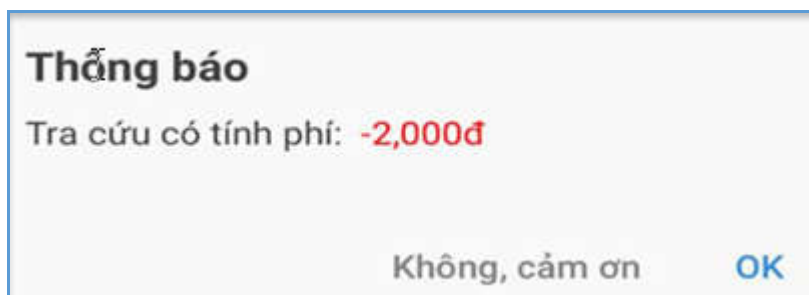 Thông báo
Tra cứu có tính phí: -2,000đ
Không, cảm ơn OK